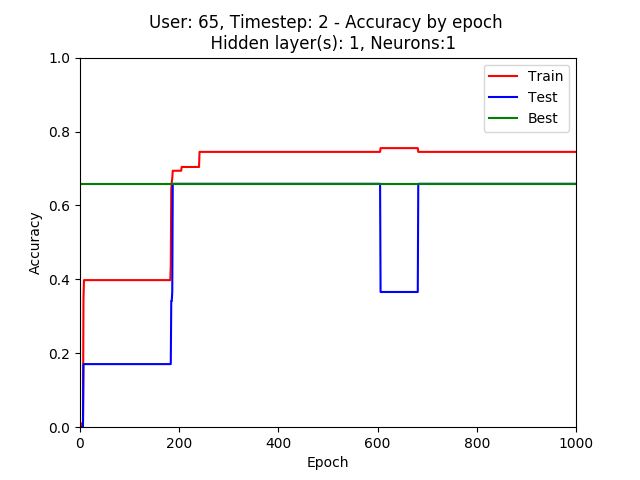 User: 65, Timestep: 2 - Accuracy by epoch
Hidden layer(s): 1, Neurons:1
Train
Test
Best
1.0
0.8
0.6
0.4
0.2
0.0
Accuracy
0
200
400
600
800
1000
Epoch